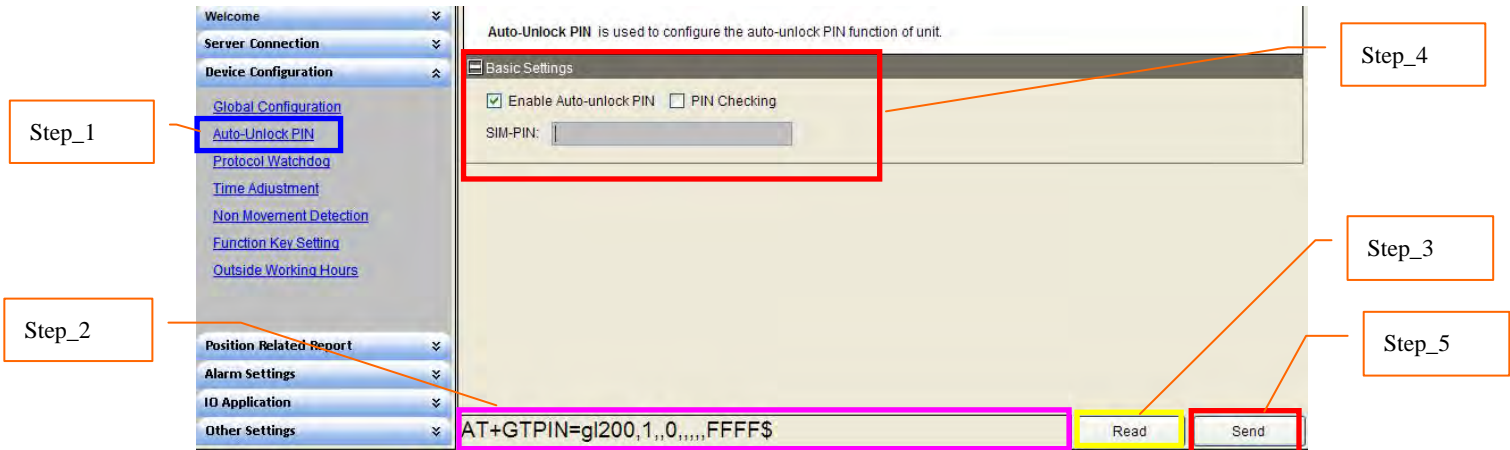 Welcome
Server Connection
Device Configuration
Global Configuration
Auto-Unlock PIN
Protocol Watchdog
Time Adjustment
Non Movement Detection
Function Key Setting
Outside Working Hours
Position Related Report
Alarm Settings
IO Application
Other Settings
Auto-Unlock PIN is used to configure the auto-unlock PIN function of unit.
Basic Settings
Enable Auto-unlock PIN PIN Checking
SIM-PIN:
AT+GTPIN=gl200,1,,0,,,,,FFFF$
Read Send
Step_1
Step_2
Step_4
Step_3
Step_5